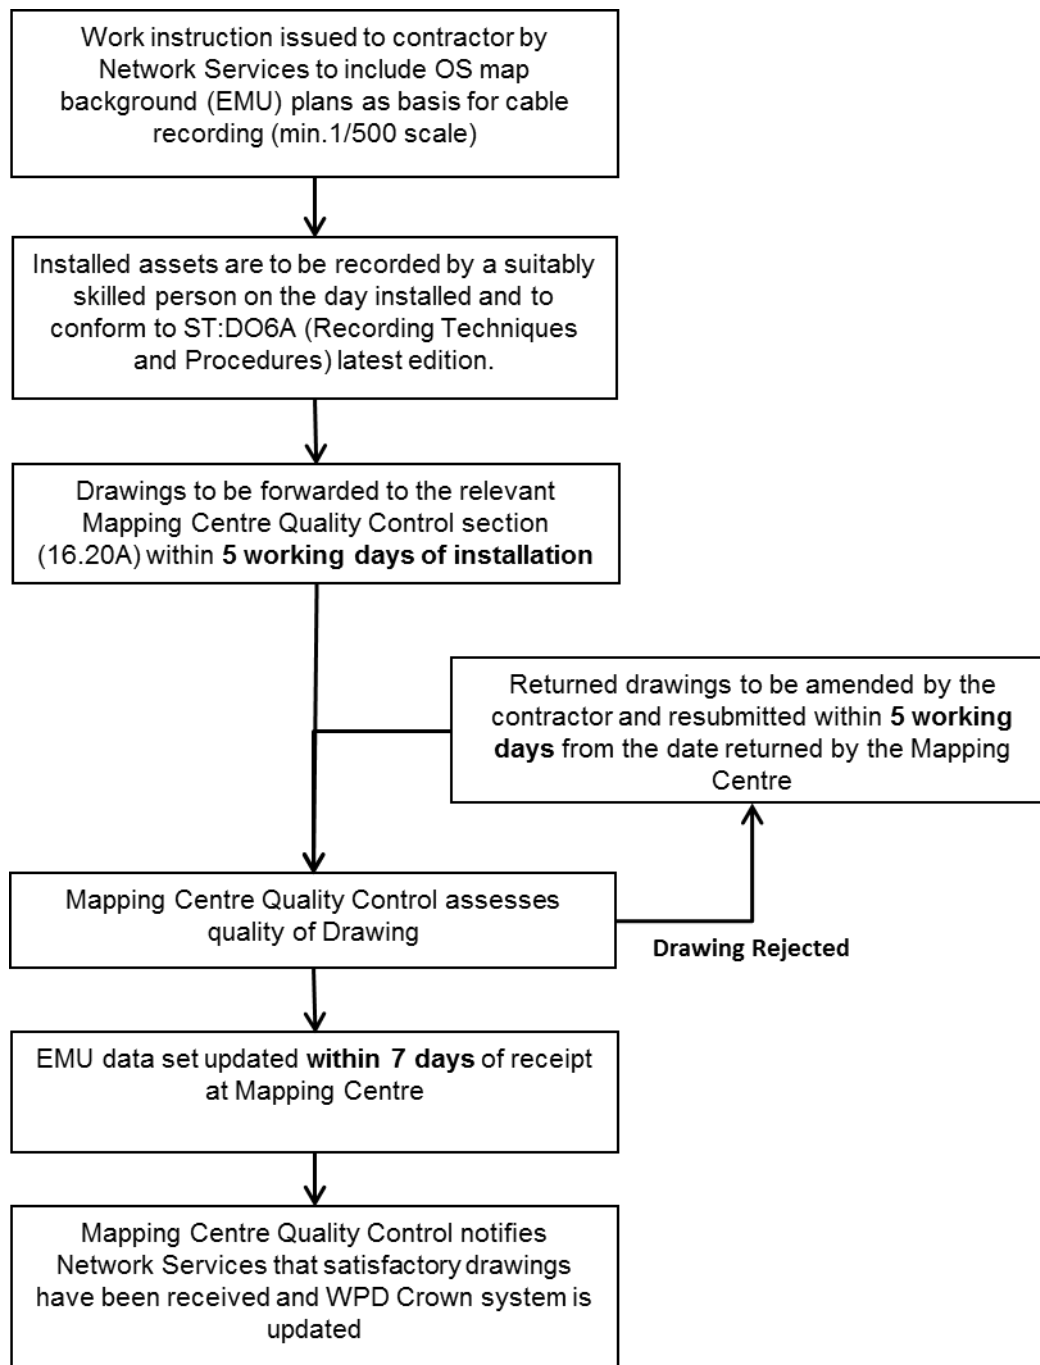 Work instruction issued to contractor by
Network Services to include OS map
background (EMU) plans as basis for cable
recording (min.1/500 scale)
Installed assets are to be recorded by a suitably
skilled person on the day installed and to
conform to ST:DO6A (Recording Techniques
and Procedures) latest edition.
Drawings to be forwarded to the relevant
Mapping Centre Quality Control section
(16.20A) within 5 working days of installation
Returned drawings to be amended by the
contractor and resubmitted within 5 working
days from the date returned by the Mapping
Centre
Mapping Centre Quality Control assesses
quality of Drawing
Drawing Rejected
EMU data set updated within 7 days of receipt
at Mapping Centre
Mapping Centre Quality Control notifies
Network Services that satisfactory drawings
have been received and WPD Crown system is
updated